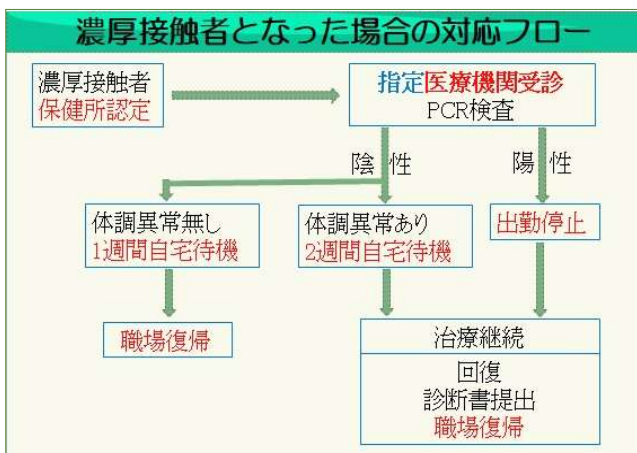 濃厚接触者となった場合の対応フロー
濃厚接触者
保健所認定
指定医療機関受診
PCR検査
陰性
陽性
体調異常無し
1週間自宅待機
体調異常あり
2週間自宅待機
出勤停止
職場復帰
治療継続
回復
診断書提出
職場復帰